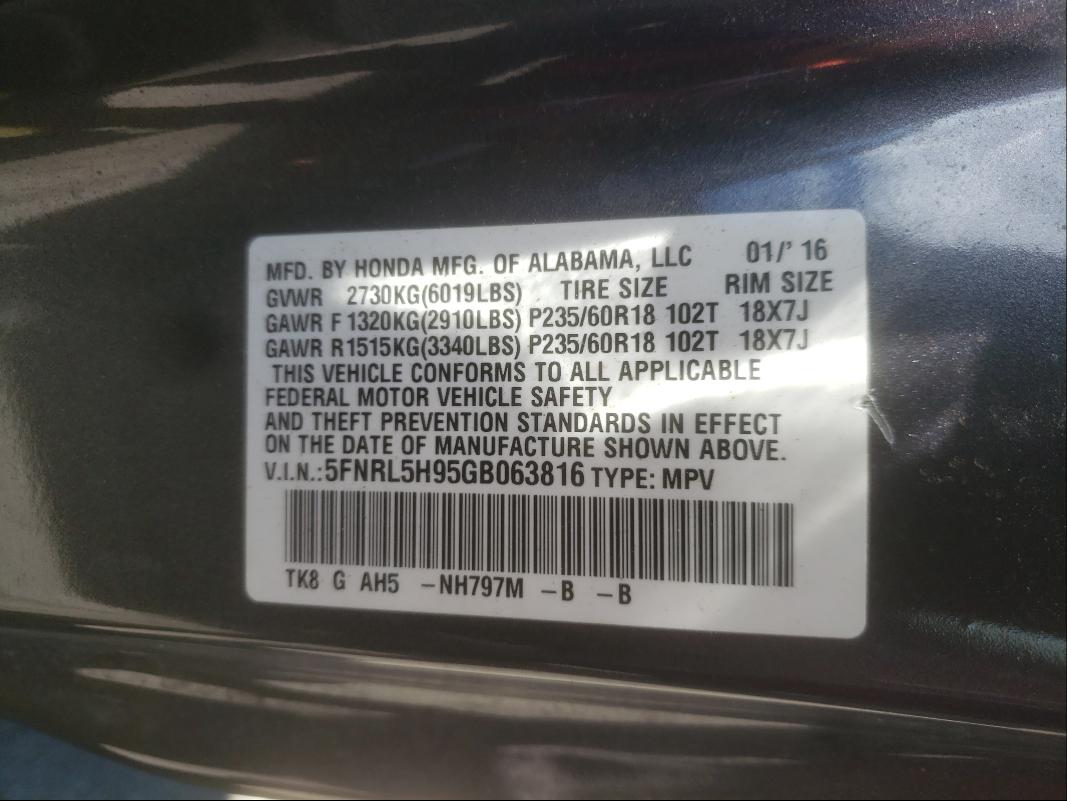 MFD. BY HONDA MFG. OF ALABAMA, LLC 01/' 16
GVWR 2730KG(6019LBS) TIRE SIZE RIM SIZE
GAWR F 1320KG(2910LBS) P235/60R18 102T 18X7J
GAWR R1515KG(3340LBS) P235/60R18 102T 18X7J
THIS VEHICLE CONFORMS TO ALL APPLICABLE
FEDERAL MOTOR VEHICLE SAFETY
AND THEFT PREVENTION STANDARDS IN EFFECT
ON THE DATE OF MANUFACTURE SHOWN ABOVE.
V.I.N.:5FNRL5H95GB063816 TYPE: MPV
TK8 G AH5 -NH797M -B -B